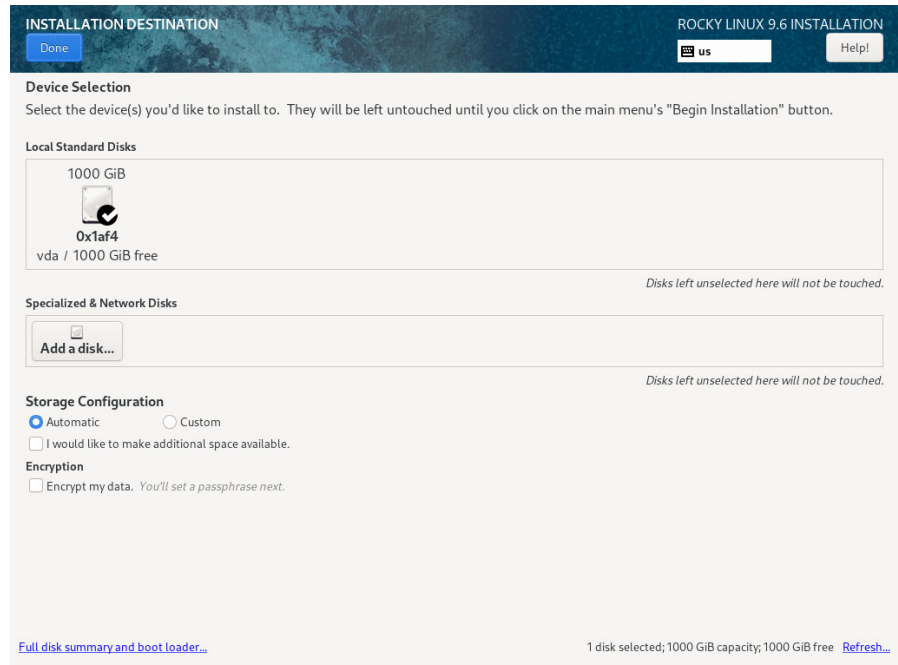 INSTALLATION DESTINATION
ROCKY LINUX 9.6 INSTALLATION
Done
us
Help!
Device Selection
Select the device(s) you'd like to install to. They will be left untouched until you click on the main menu's "Begin Installation" button.
Local Standard Disks
1000 GiB
0x1af4
vda / 1000 GiB free
Disks left unselected here will not be touched.
Specialized & Network Disks
Add a disk...
Disks left unselected here will not be touched.
Storage Configuration
Automatic Custom
I would like to make additional space available.
Encryption
Encrypt my data. You'll set a passphrase next.
Full disk summary and boot loader... 1 disk selected; 1000 GiB capacity; 1000 GiB free Refresh...